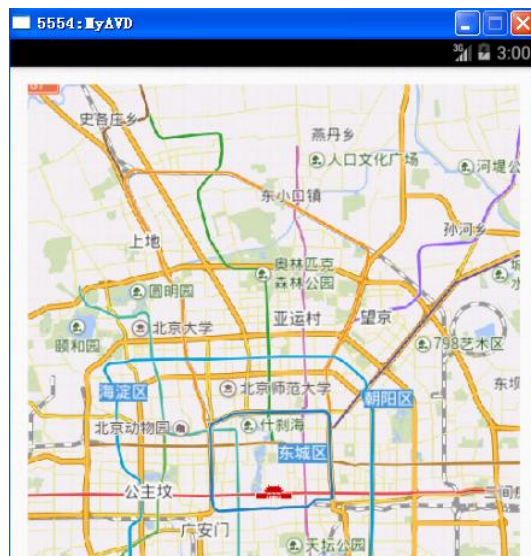 5554:MyAVD
3G 3:00
史各庄乡
燕丹乡
人口文化广场
河堤公
东小口镇
孙河乡
上地
奥林匹克
森林公园
圆明园
亚运村
望京
北京大学
颐和园
798艺术区
东坝
海淀区
北京师范大学
朝阳区
北京动物园
什刹海
东城区
公主坟
广安门
天坛公园